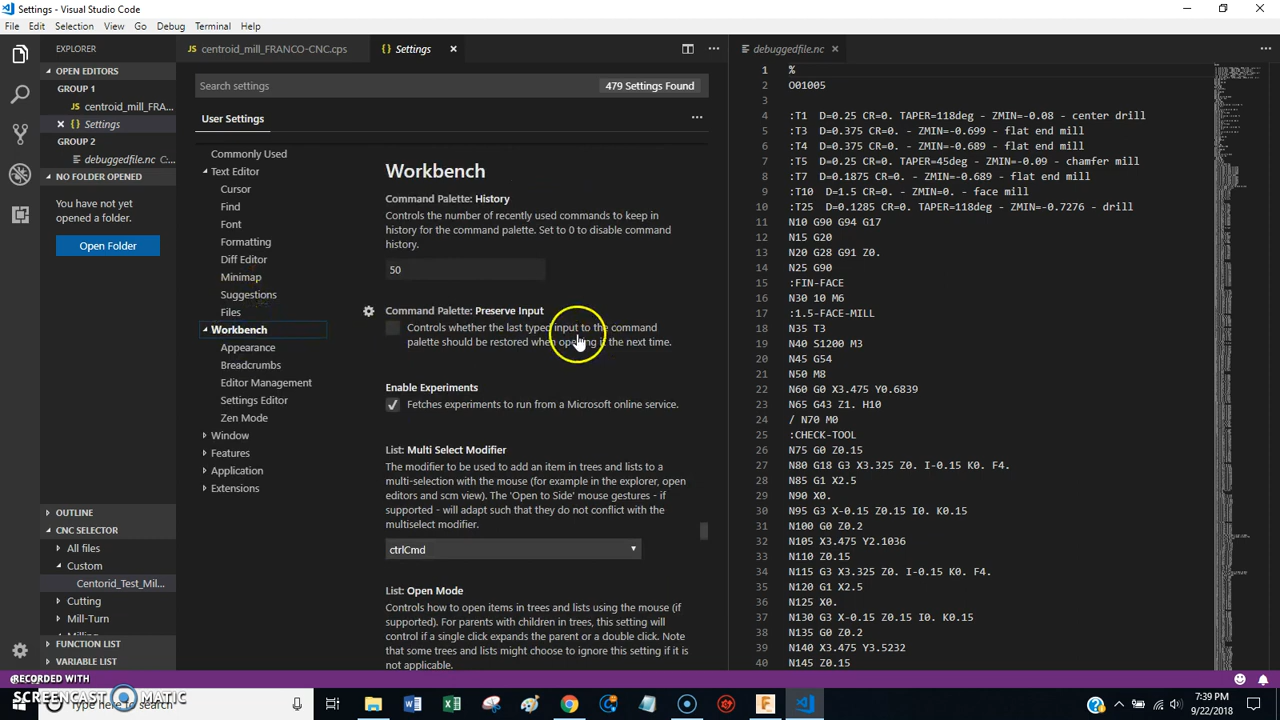 Settings - Visual Studio Code
File Edit Selection View Go Debug Terminal Help
EXPLORER
OPEN EDITORS
GROUP 1
centroid_mill_FRA...
Settings
GROUP 2
debuggedfile.nc C:...
NO FOLDER OPENED
You have not yet
opened a folder.
Open Folder
OUTLINE
CNC SELECTOR
All files
Custom
Centorid_Test_Mil...
Cutting
Mill-Turn
Milling
FUNCTION LIST
VARIABLE LIST
centroid_mill_FRANCO-CNC.cps
Settings
Search settings
479 Settings Found
User Settings
Commonly Used
Text Editor
Cursor
Find
Font
Formatting
Diff Editor
Minimap
Suggestions
Files
Workbench
Appearance
Breadcrumbs
Editor Management
Settings Editor
Zen Mode
Window
Features
Application
Extensions
Workbench
Command Palette: History
Controls the number of recently used commands to keep in
history for the command palette. Set to 0 to disable command
history.
50
Command Palette: Preserve Input
Controls whether the last typed input to the command
palette should be restored when opening it the next time.
Enable Experiments
Fetches experiments to run from a Microsoft online service.
List: Multi Select Modifier
The modifier to be used to add an item in trees and lists to a
multi-selection with the mouse (for example in the explorer, open
editors and scm view). The 'Open to Side' mouse gestures - if
supported - will adapt such that they do not conflict with the
multiselect modifier.
ctrlCmd
List: Open Mode
Controls how to open items in trees and lists using the mouse (if
supported). For parents with children in trees, this setting will
control if a single click expands the parent or a double click. Note
that some trees and lists might choose to ignore this setting if it
is not applicable.
debuggedfile.nc
1 %
2 O01005
3
4 :T1 D=0.25 CR=0. TAPER=118deg - ZMIN=-0.08 - center drill
5 :T3 D=0.375 CR=0. - ZMIN=-0.699 - flat end mill
6 :T4 D=0.375 CR=0. - ZMIN=-0.689 - flat end mill
7 :T5 D=0.25 CR=0. TAPER=45deg - ZMIN=-0.09 - chamfer mill
8 :T7 D=0.1875 CR=0. - ZMIN=-0.689 - flat end mill
9 :T10 D=1.5 CR=0. - ZMIN=0. - face mill
10 :T25 D=0.1285 CR=0. TAPER=118deg - ZMIN=-0.7276 - drill
11 N10 G90 G94 G17
12 N15 G20
13 N20 G28 G91 Z0.
14 N25 G90
15 :FIN-FACE
16 N30 10 M6
17 :1.5-FACE-MILL
18 N35 T3
19 N40 S1200 M3
20 N45 G54
21 N50 M8
22 N60 G0 X3.475 Y0.6839
23 N65 G43 Z1. H10
24 / N70 M0
25 :CHECK-TOOL
26 N75 G0 Z0.15
27 N80 G18 G3 X3.325 Z0. I-0.15 K0. F4.
28 N85 G1 X2.5
29 N90 X0.
30 N95 G3 X-0.15 Z0.15 I0. K0.15
31 N100 G0 Z0.2
32 N105 X3.475 Y2.1036
33 N110 Z0.15
34 N115 G3 X3.325 Z0. I-0.15 K0. F4.
35 N120 G1 X2.5
36 N125 X0.
37 N130 G3 X-0.15 Z0.15 I0. K0.15
38 N135 G0 Z0.2
39 N140 X3.475 Y3.5232
40 N145 Z0.15
RECORDED WITH
SCREENCAST MATIC
Type here to search
7:39 PM
9/22/2018